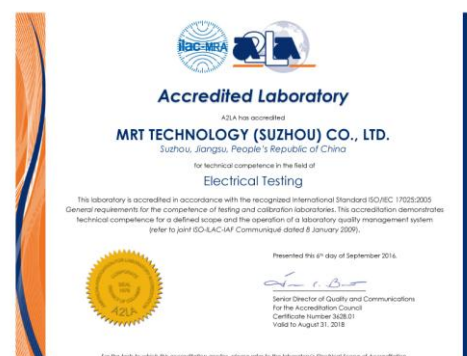 ilac-MRA
A2LA
Accredited Laboratory
A2LA has accredited
MRT TECHNOLOGY (SUZHOU) CO., LTD.
Suzhou, Jiangsu, People's Republic of China
for technical competence in the field of
Electrical Testing
This laboratory is accredited in accordance with the recognized International Standard ISO/IEC 17025:2005
General requirements for the competence of testing and calibration laboratories. This accreditation demonstrates
technical competence for a defined scope and the operation of a laboratory quality management system
(refer to joint ISO-ILAC-IAF Communiqué dated 8 January 2009).
Presented this 6th day of September 2016.
Senior Director of Quality and Communications
For the Accreditation Council
Certificate Number 3628.01
Valid to August 31, 2018
A2LA